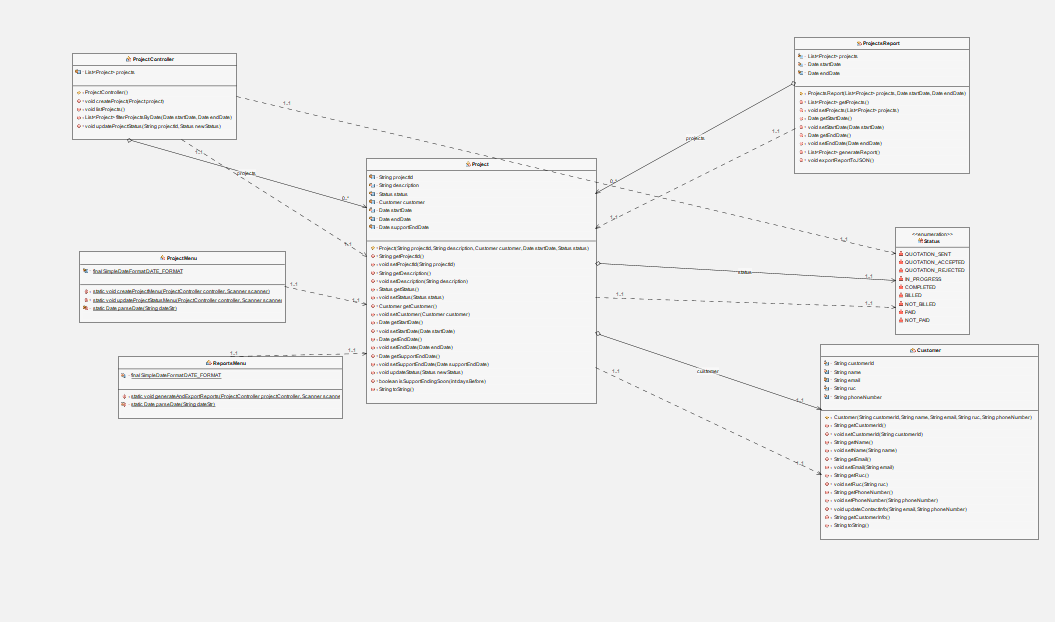 ProjectController
List<Project> projects
ProjectController()
void createProject(Project project)
void listProjects()
List<Project> filterProjectsByDate(Date startDate, Date endDate)
void updateProjectStatus(String projectId, Status newStatus)
ProjectsReport
List<Project> projects
Date startDate
Date endDate
ProjectsReport(List<Project> projects, Date startDate, Date endDate)
List<Project> getProjects()
void setProjects(List<Project> projects)
Date getStartDate()
void setStartDate(Date startDate)
Date getEndDate()
void setEndDate(Date endDate)
List<Project> generateReport()
void exportReportToJSON()
1..1
1..1
projects
0..*
1..1
projects
0..*
1..1
1..1
Project
String projectId
String description
Status status
Customer customer
Date startDate
Date endDate
Date supportEndDate
Project(String projectId, String description, Customer customer, Date startDate, Status status)
String getProjectId()
void setProjectId(String projectId)
String getDescription()
void setDescription(String description)
Status getStatus()
void setStatus(Status status)
Customer getCustomer()
void setCustomer(Customer customer)
Date getStartDate()
void setStartDate(Date startDate)
Date getEndDate()
void setEndDate(Date endDate)
Date getSupportEndDate()
void setSupportEndDate(Date supportEndDate)
void updateStatus(Status newStatus)
boolean isSupportEndingSoon(int daysBefore)
String toString()
1..1
1..1
<<enumeration>>
Status
QUOTATION_SENT
QUOTATION_ACCEPTED
QUOTATION_REJECTED
IN_PROGRESS
COMPLETED
BILLED
NOT_BILLED
PAID
NOT_PAID
status
1..1
1..1
1..1
ProjectMenu
final SimpleDateFormat DATE_FORMAT
static void createProjectMenu(ProjectController controller, Scanner scanner)
static void updateProjectStatusMenu(ProjectController controller, Scanner scanner)
static Date parseDate(String dateStr)
1..1
1..1
ReportsMenu
final SimpleDateFormat DATE_FORMAT
static void generateAndExportReports(ProjectController projectController, Scanner scanner
static Date parseDate(String dateStr)
1..1
1..1
customer
1..1
1..1
1..1
Customer
String customerId
String name
String email
String ruc
String phoneNumber
Customer(String customerId, String name, String email, String ruc, String phoneNumber)
String getCustomerId()
void setCustomerId(String customerId)
String getName()
void setName(String name)
String getEmail()
void setEmail(String email)
String getRuc()
void setRuc(String ruc)
String getPhoneNumber()
void setPhoneNumber(String phoneNumber)
void updateContactInfo(String email, String phoneNumber)
String getCustomerInfo()
String toString()